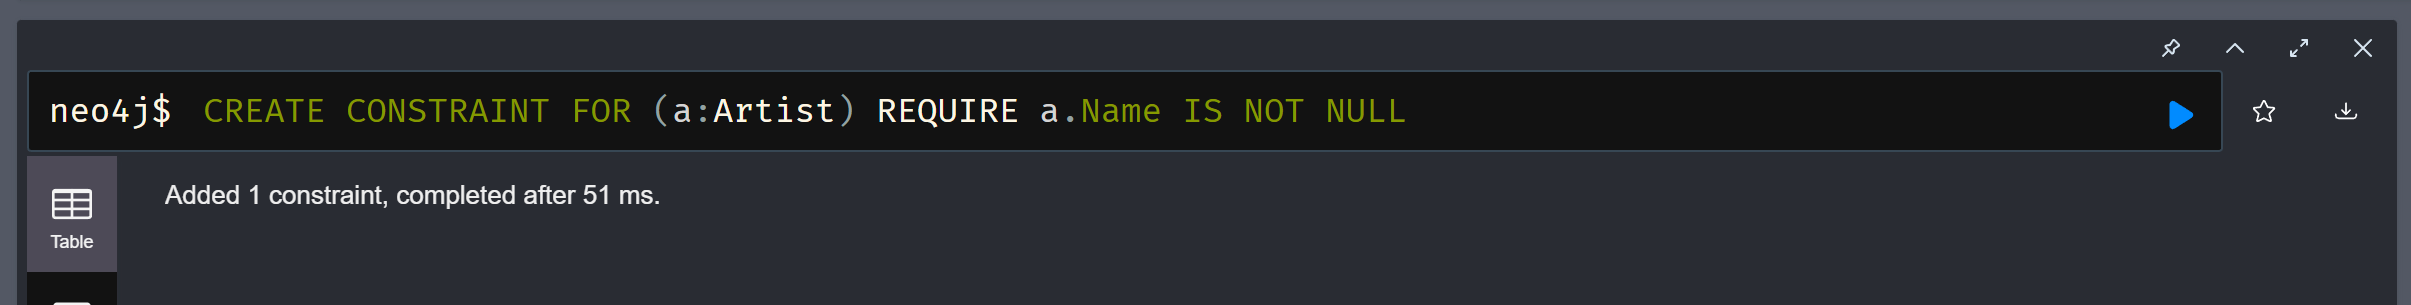 neo4j$ CREATE CONSTRAINT FOR (a:Artist) REQUIRE a.Name IS NOT NULL
Added 1 constraint, completed after 51 ms.
Table